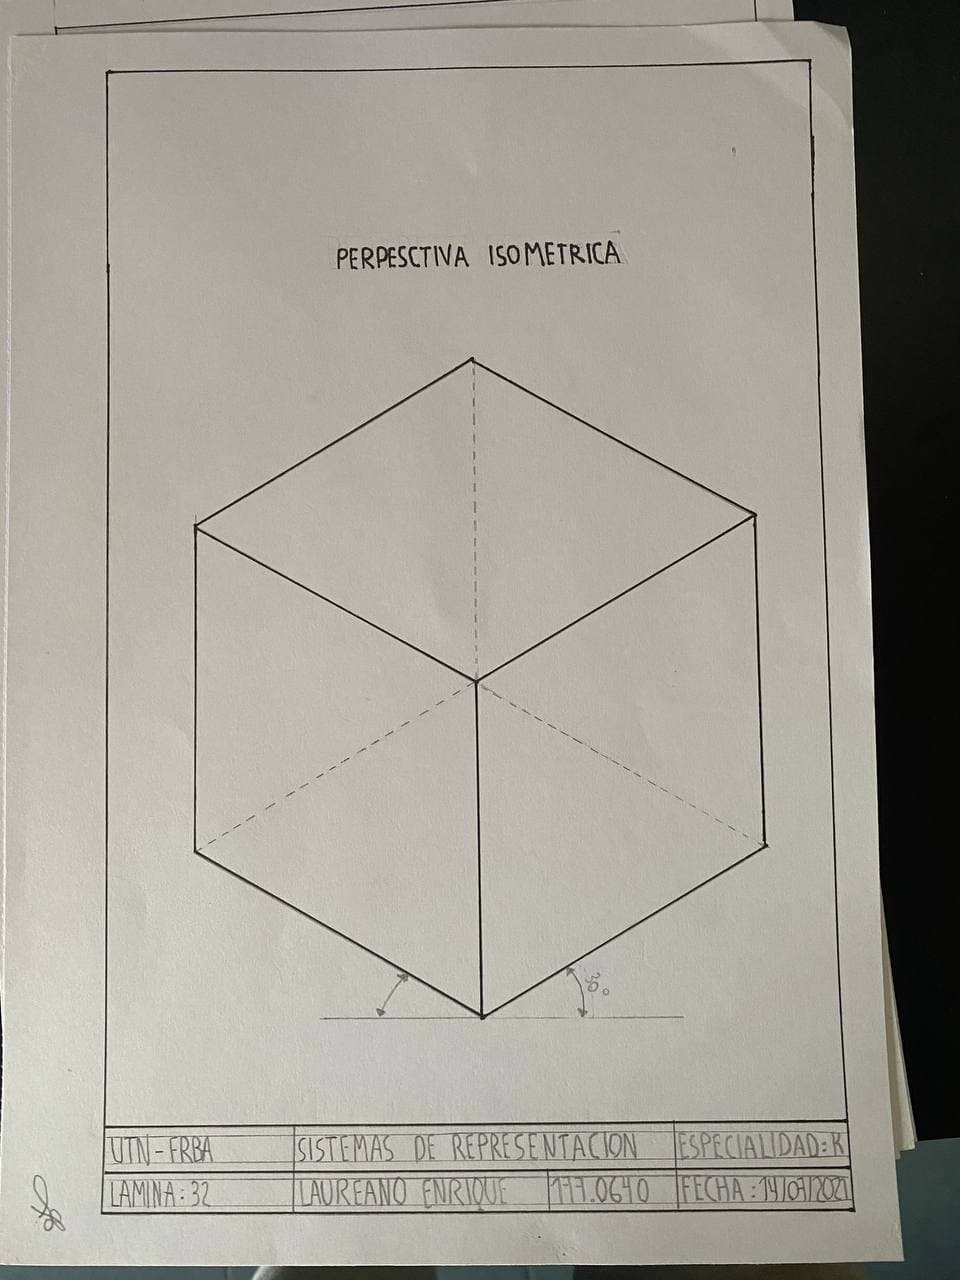 PERPESCTIVA ISOMETRICA
30°
UTN-FRBA SISTEMAS DE REPRESENTACION ESPECIALIDAD: K
LAMINA: 32 LAUREANO ENRIQUE 177.0640 FECHA: 14/07/2021